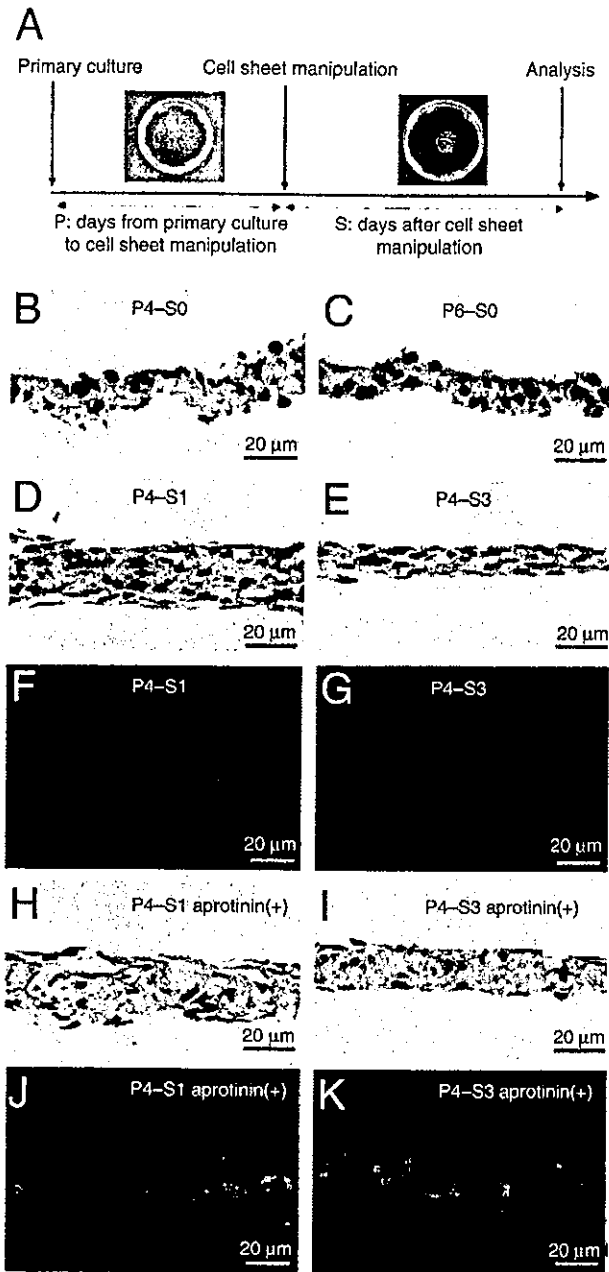 A
Primary culture
Cell sheet manipulation
Analysis
P: days from primary culture
to cell sheet manipulation
S: days after cell sheet
manipulation
B
P4–S0
20 µm
C
P6–S0
20 µm
D
P4–S1
20 µm
E
P4–S3
20 µm
F
P4–S1
20 µm
G
P4–S3
20 µm
H
P4–S1 aprotinin(+)
20 µm
I
P4–S3 aprotinin(+)
20 µm
J
P4–S1 aprotinin(+)
20 µm
K
P4–S3 aprotinin(+)
20 µm